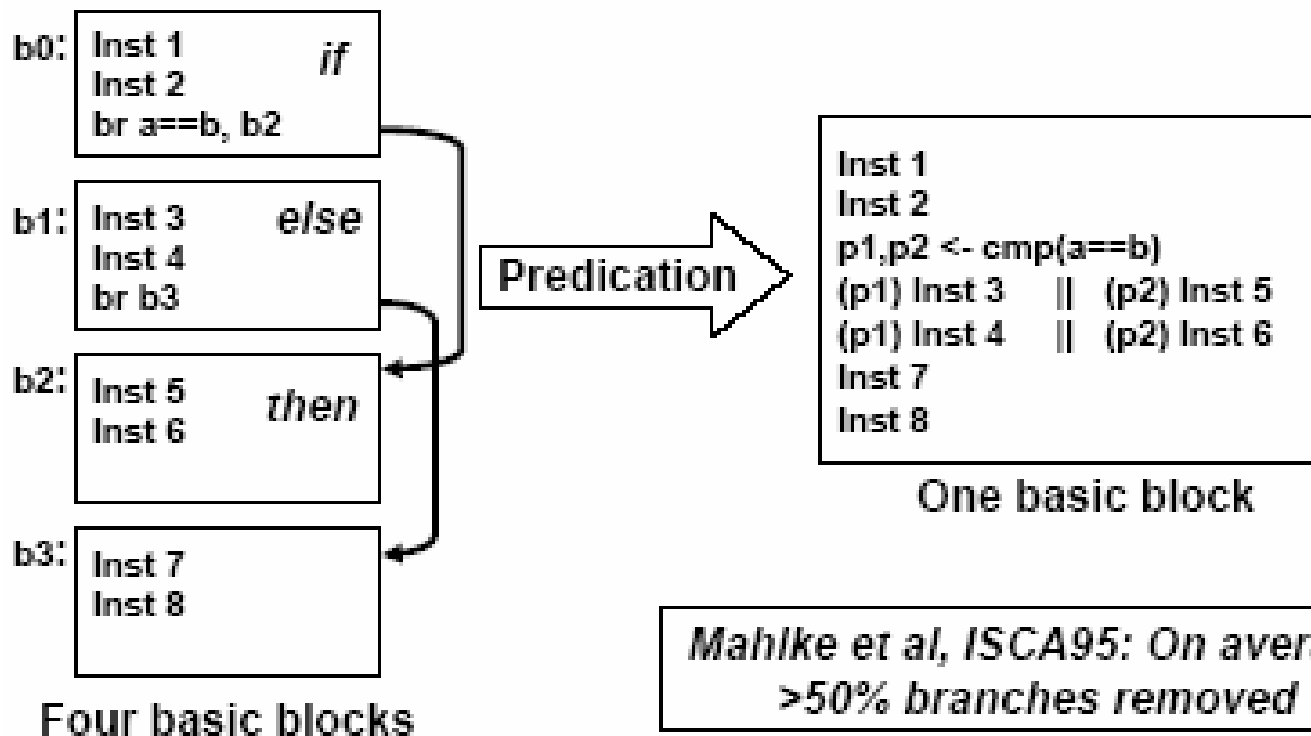 b0:
Inst 1
if
Inst 2
br a==b, b2
b1:
Inst 3
else
Inst 4
br b3
b2:
Inst 5
then
Inst 6
b3:
Inst 7
Inst 8
Four basic blocks
Predication
Inst 1
Inst 2
p1,p2 <- cmp(a==b)
(p1) Inst 3 || (p2) Inst 5
(p1) Inst 4 || (p2) Inst 6
Inst 7
Inst 8
One basic block
Mahlke et al, ISCA95: On
>50% branches removed